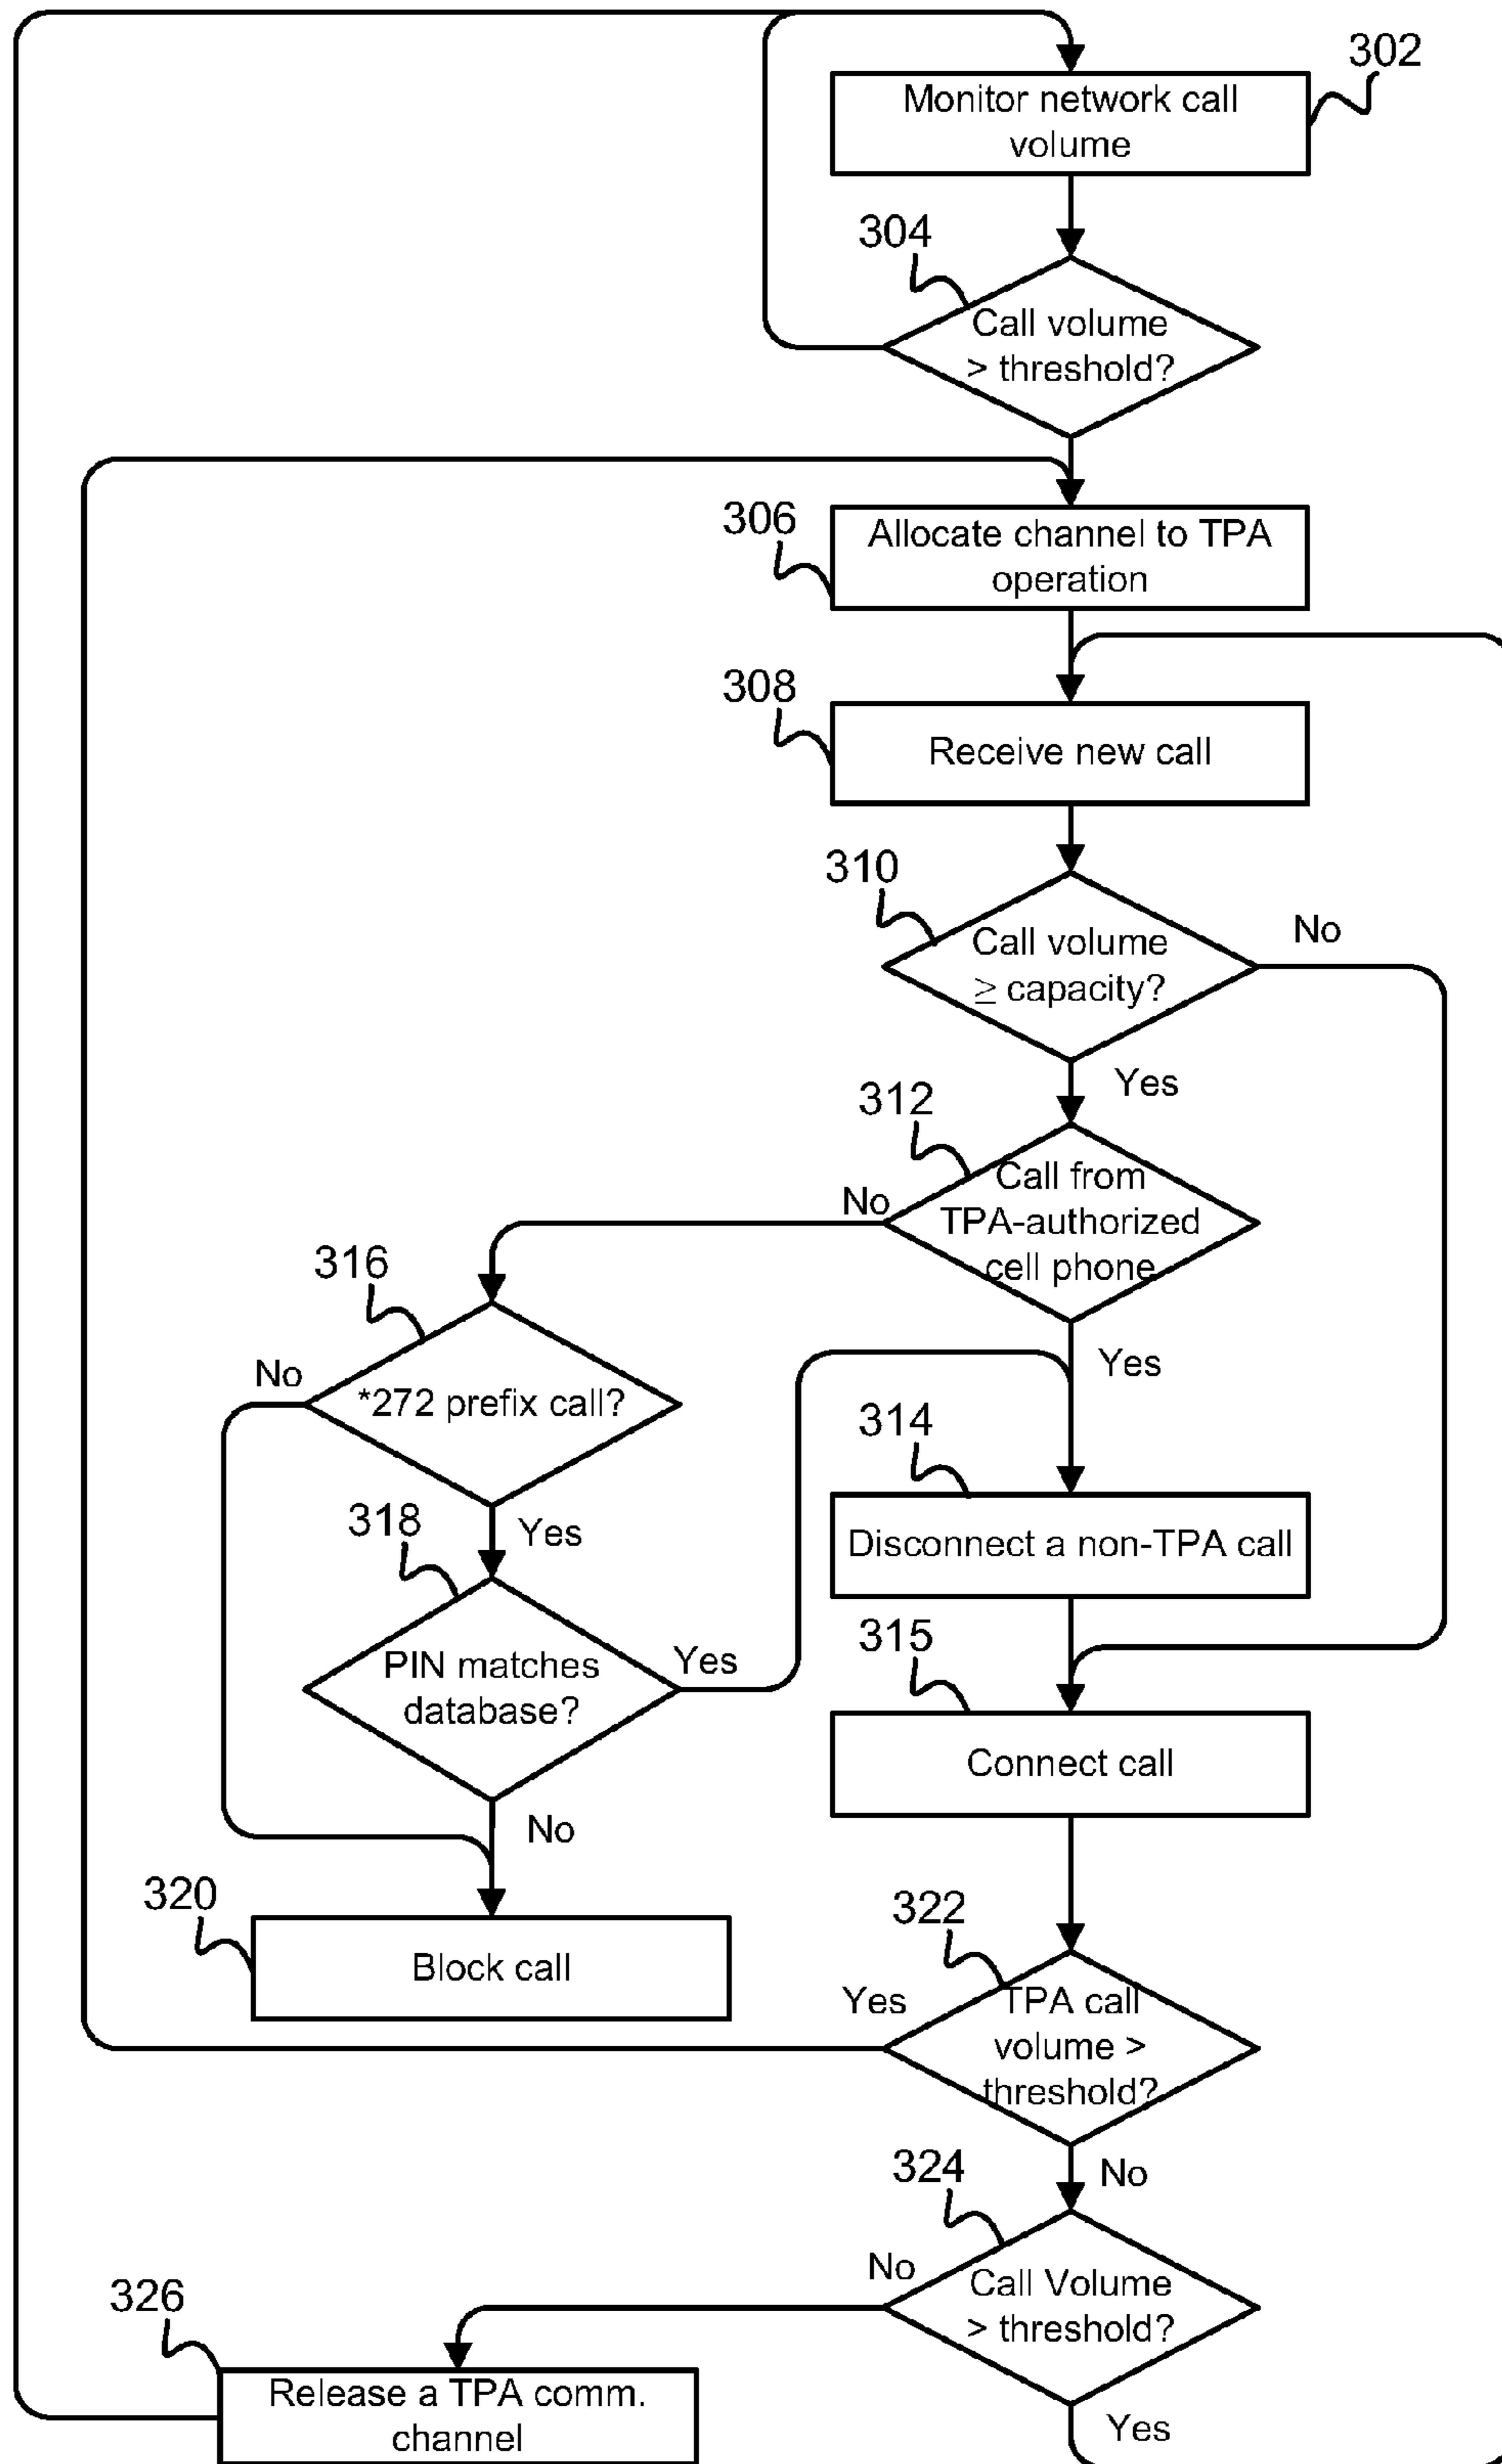 302
Monitor network call
volume
304
Call volume
> threshold?
306
Allocate channel to TPA
operation
308
Receive new call
310
Call volume
≥ capacity?
No
Yes
312
Call from
TPA-authorized
cell phone
No
Yes
316
*272 prefix call?
No
Yes
314
Disconnect a non-TPA call
318
PIN matches
database?
Yes
No
315
Connect call
320
Block call
322
TPA call
volume >
threshold?
Yes
No
324
Call Volume
> threshold?
No
Yes
326
Release a TPA comm.
channel